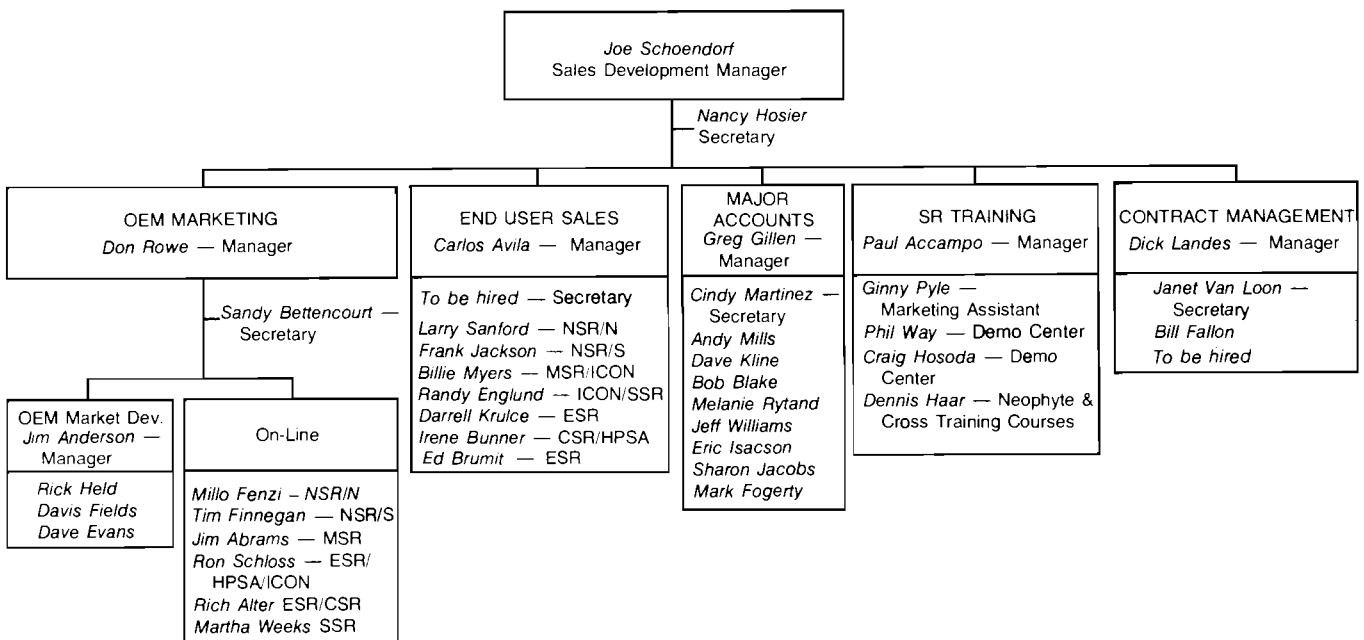 Joe Schoendorf
Sales Development Manager
Nancy Hosier
Secretary
OEM MARKETING
Don Rowe — Manager
Sandy Bettencourt —
Secretary
OEM Market Dev.
Jim Anderson —
Manager
Rick Held
Davis Fields
Dave Evans
On-Line
Millo Fenzi – NSR/N
Tim Finnegan — NSR/S
Jim Abrams — MSR
Ron Schloss — ESR/
HPSA/ICON
Rich Alter ESR/CSR
Martha Weeks SSR
END USER SALES
Carlos Avila — Manager
To be hired — Secretary
Larry Sanford — NSR/N
Frank Jackson — NSR/S
Billie Myers — MSR/ICON
Randy Englund — ICON/SSR
Darrell Krulce — ESR
Irene Bunner — CSR/HPSA
Ed Brumit — ESR
MAJOR
ACCOUNTS
Greg Gillen —
Manager
Cindy Martinez —
Secretary
Andy Mills
Dave Kline
Bob Blake
Melanie Rytand
Jeff Williams
Eric Isacson
Sharon Jacobs
Mark Fogerty
SR TRAINING
Paul Accampo — Manager
Ginny Pyle —
Marketing Assistant
Phil Way — Demo Center
Craig Hosoda — Demo
Center
Dennis Haar — Neophyte &
Cross Training Courses
CONTRACT MANAGEMENT
Dick Landes — Manager
Janet Van Loon —
Secretary
Bill Fallon
To be hired